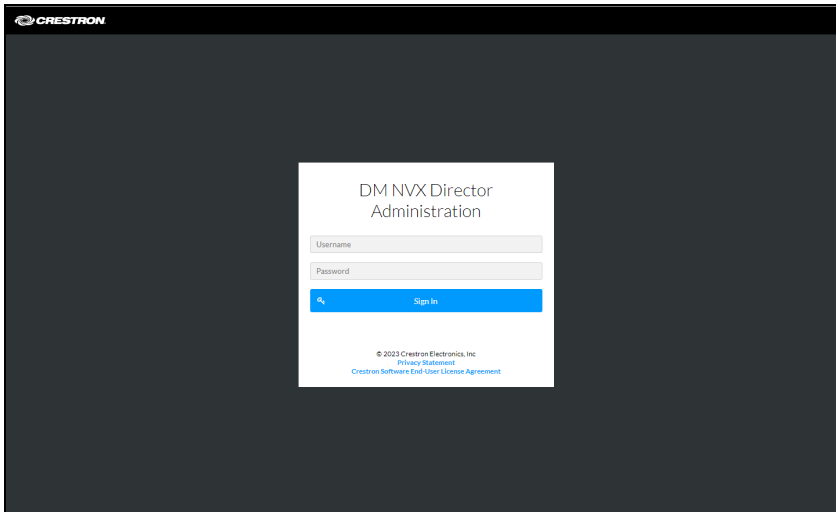 CRESTRON
DM NVX Director
Administration
Username
Password
Sign In
© 2023 Crestron Electronics, Inc
Privacy Statement
Crestron Software End-User License Agreement